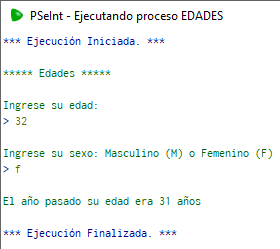 PSeInt - Ejecutando proceso EDADES
*** Ejecución Iniciada. ***
***** Edades *****
Ingrese su edad:
> 32
Ingrese su sexo: Masculino (M) o Femenino (F)
> f
El año pasado su edad era 31 años
*** Ejecución Finalizada. ***